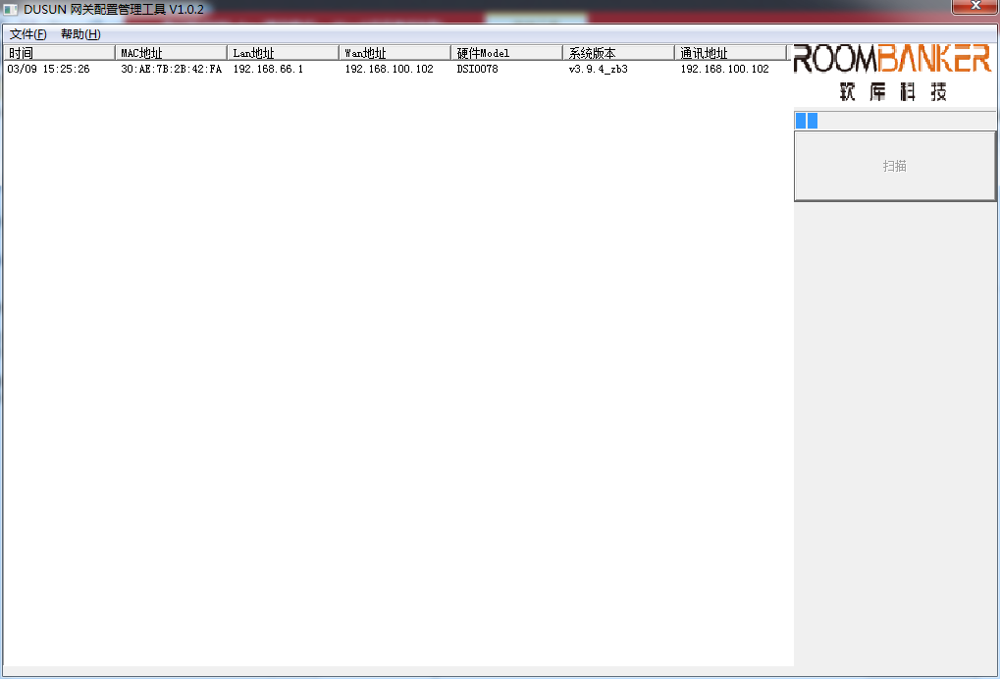 DUSUN 网关配置管理工具 V1.0.2
文件(F) 帮助(H)
时间 MAC地址 Lan地址 Wan地址 硬件Model 系统版本 通讯地址
03/09 15:25:26 30:AE:7B:2B:42:FA 192.168.66.1 192.168.100.102 DSI0078 v3.9.4_zb3 192.168.100.102
ROOMBANKER
软库科技
扫描